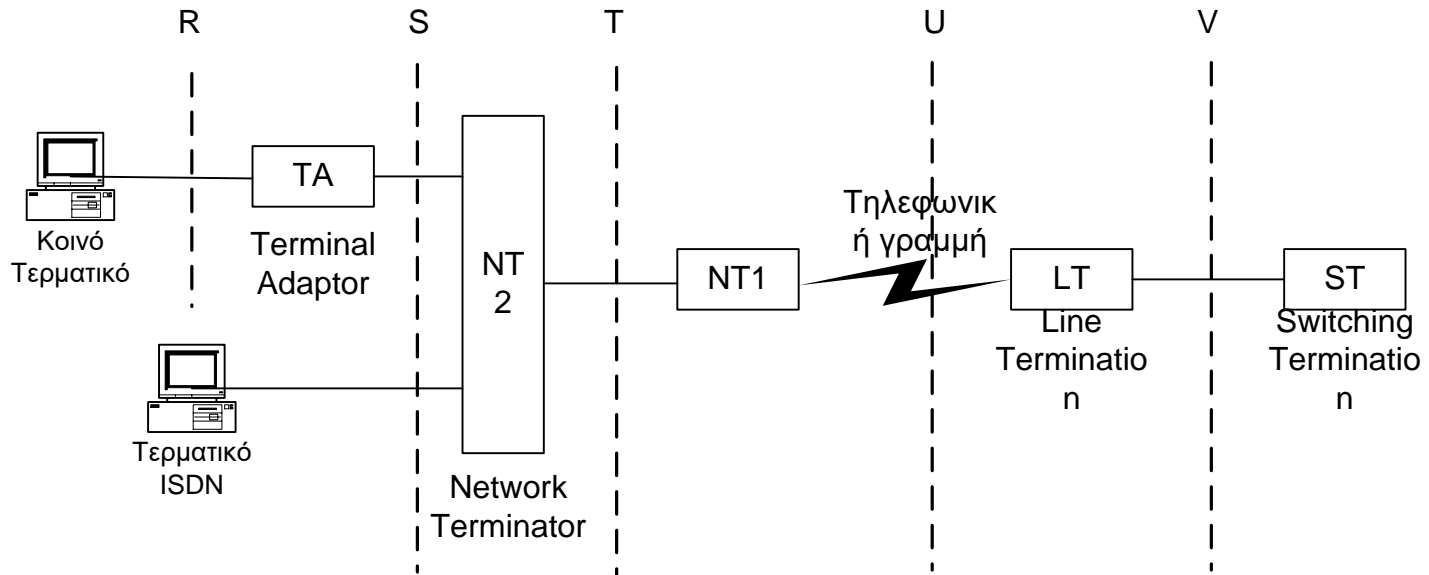 R S T U V
Κοινό
Τερματικό
TA
Terminal
Adaptor
Τερματικό
ISDN
NT
2
Network
Terminator
NT1
Τηλεφωνικ
ή γραμμή
LT
Line
Terminatio
n
ST
Switching
Terminatio
n